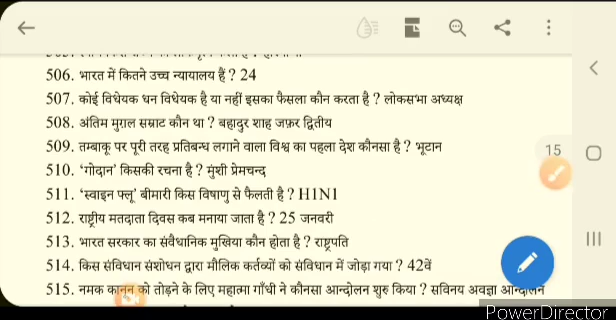 506. भारत में कितने उच्च न्यायालय हैं ? 24
507. कोई विधेयक धन विधेयक है या नहीं इसका फैसला कौन करता है ? लोकसभा अध्यक्ष
508. अंतिम मुग़ल सम्राट कौन था ? बहादुर शाह जफ़र द्वितीय
509. तम्बाकू पर पूरी तरह प्रतिबन्ध लगाने वाला विश्व का पहला देश कौनसा है ? भूटान
15
510. ‘गोदान’ किसकी रचना है ? मुंशी प्रेमचन्द
511. ‘स्वाइन फ्लू’ बीमारी किस विषाणु से फैलती है ? H1N1
512. राष्ट्रीय मतदाता दिवस कब मनाया जाता है ? 25 जनवरी
513. भारत सरकार का संवैधानिक मुखिया कौन होता है ? राष्ट्रपति
514. किस संविधान संशोधन द्वारा मौलिक कर्तव्यों को संविधान में जोड़ा गया ? 42वें
515. नमक कानून को तोड़ने के लिए महात्मा गाँधी ने कौनसा आन्दोलन शुरु किया ? सविनय अवज्ञा आन्दोलन
PowerDirector